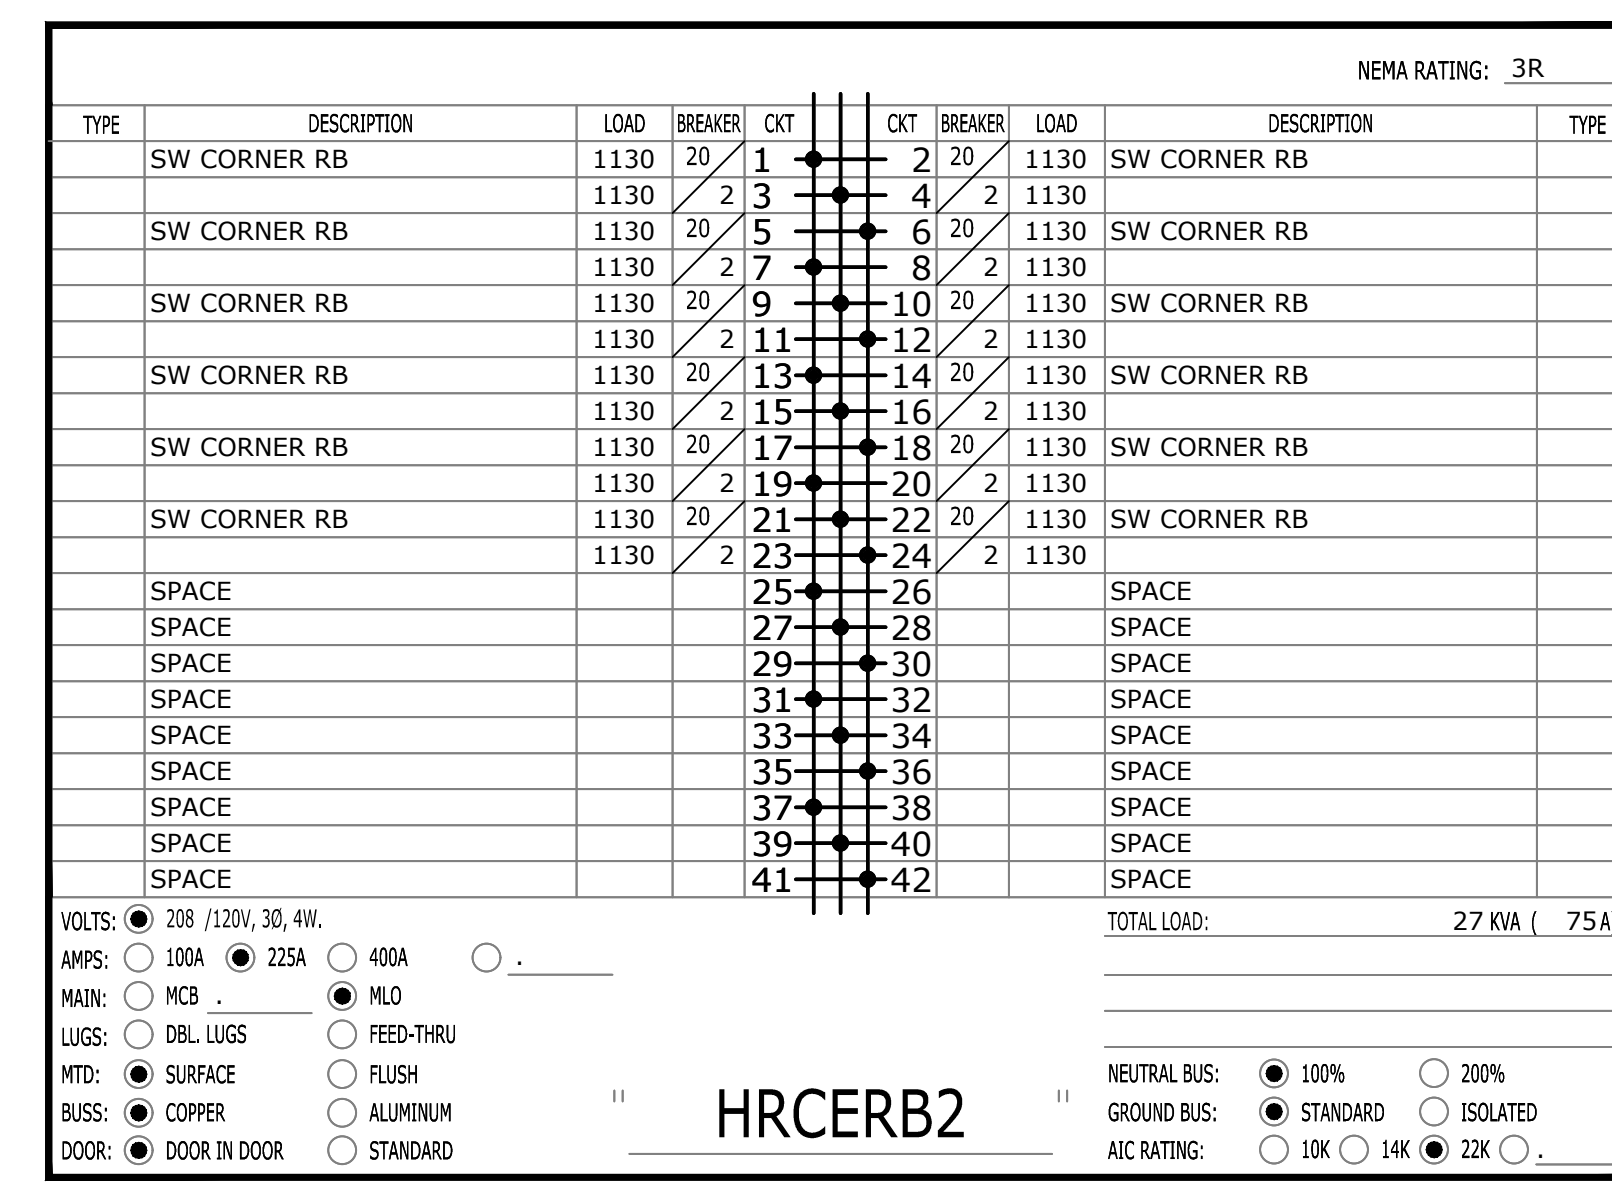 NEMA RATING: 3R
TYPE DESCRIPTION LOAD BREAKER CKT CKT BREAKER LOAD DESCRIPTION TYPE
SW CORNER RB 1130 20 1 2 20 1130 SW CORNER RB
1130 2 3 4 2 1130
SW CORNER RB 1130 20 5 6 20 1130 SW CORNER RB
1130 2 7 8 2 1130
SW CORNER RB 1130 20 9 10 20 1130 SW CORNER RB
1130 2 11 12 2 1130
SW CORNER RB 1130 20 13 14 20 1130 SW CORNER RB
1130 2 15 16 2 1130
SW CORNER RB 1130 20 17 18 20 1130 SW CORNER RB
1130 2 19 20 2 1130
SW CORNER RB 1130 20 21 22 20 1130 SW CORNER RB
1130 2 23 24 2 1130
SPACE 25 26 SPACE
SPACE 27 28 SPACE
SPACE 29 30 SPACE
SPACE 31 32 SPACE
SPACE 33 34 SPACE
SPACE 35 36 SPACE
SPACE 37 38 SPACE
SPACE 39 40 SPACE
SPACE 41 42 SPACE
VOLTS: 208 /120V, 3Ø, 4W. TOTAL LOAD: 27 KVA ( 75 A)
AMPS: 100A 225A 400A .
MAIN: MCB . MLO
LUGS: DBL. LUGS FEED-THRU
MTD: SURFACE FLUSH NEUTRAL BUS: 100% 200%
BUSS: COPPER ALUMINUM " HRCERB2 " GROUND BUS: STANDARD ISOLATED
DOOR: DOOR IN DOOR STANDARD AIC RATING: 10K 14K 22K .